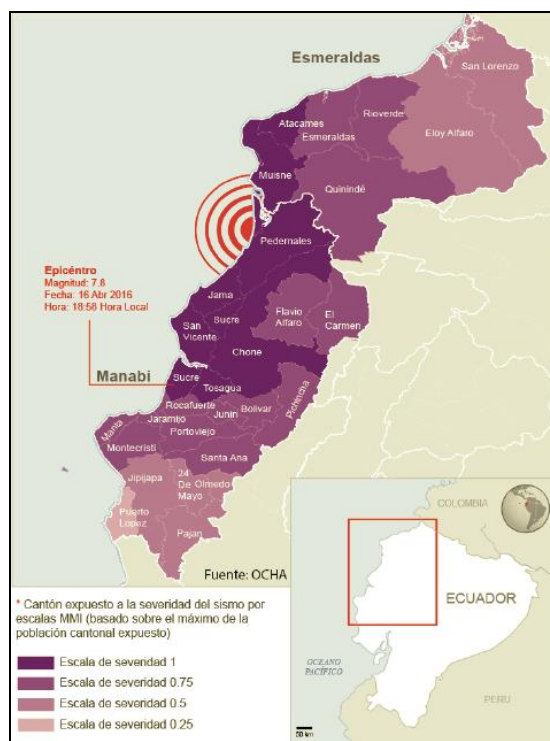 Esmeraldas
San Lorenzo
Rioverde
Atacames
Esmeraldas
Eloy Alfaro
Muisne
Quinindé
Pedernales
Epicéntro
Magnitud: 7.8
Fecha: 16 Abr 2016
Hora: 18:58 Hora Local
Jama
Flavio
Alfaro
El
Carmen
San
Vicente
Sucre
Chone
Manabí
Sucre
Tosagua
Pichincha
Rocafuerte
Jaramijo
Junín
Bolivar
Manta
Portoviejo
Montecristi
Santa Ana
Jipijapa
24
De
Mayo
Olmedo
Puerto
Lopez
Pajan
Fuente: OCHA
* Cantón expuesto a la severidad del sismo por
escalas MMI (basado sobre el máximo de la
población cantonal expuesto)
Escala de severidad 1
Escala de severidad 0.75
Escala de severidad 0.5
Escala de severidad 0.25
COLOMBIA
ECUADOR
OCEANO
PACÍFICO
PERU
50 km